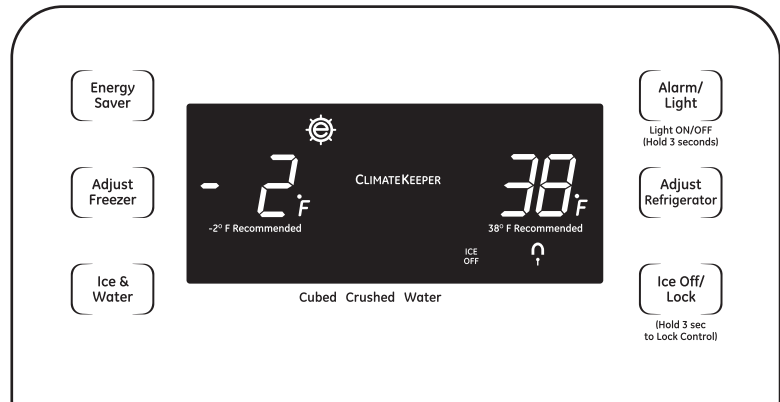 Energy
Saver
Adjust
Freezer
Ice &
Water
e
- 2°F
-2° F Recommended
CLIMATEKEEPER
38°F
38° F Recommended
ICE
OFF
Cubed Crushed Water
Alarm/
Light
Light ON/OFF
(Hold 3 seconds)
Adjust
Refrigerator
Ice Off/
Lock
(Hold 3 sec
to Lock Control)